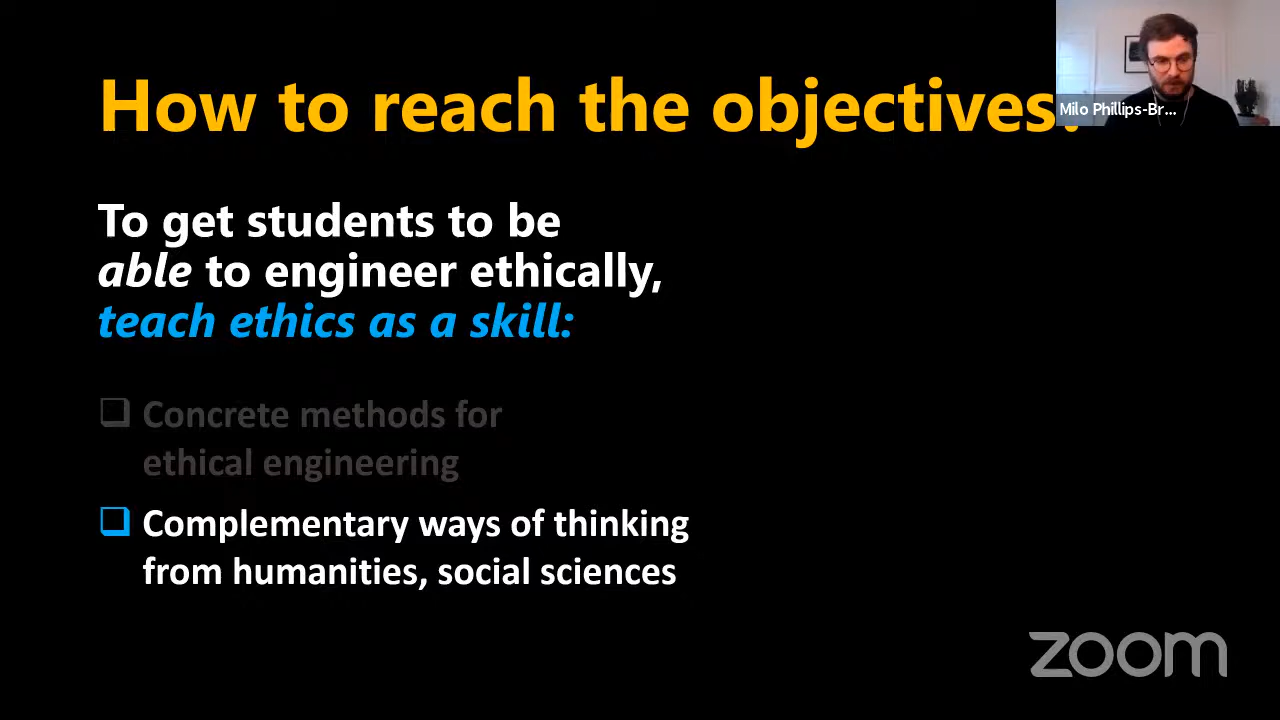 How to reach the objectives
Milo Phillips-Br...
To get students to be
able to engineer ethically,
teach ethics as a skill:
Concrete methods for
ethical engineering
Complementary ways of thinking
from humanities, social sciences
zoom